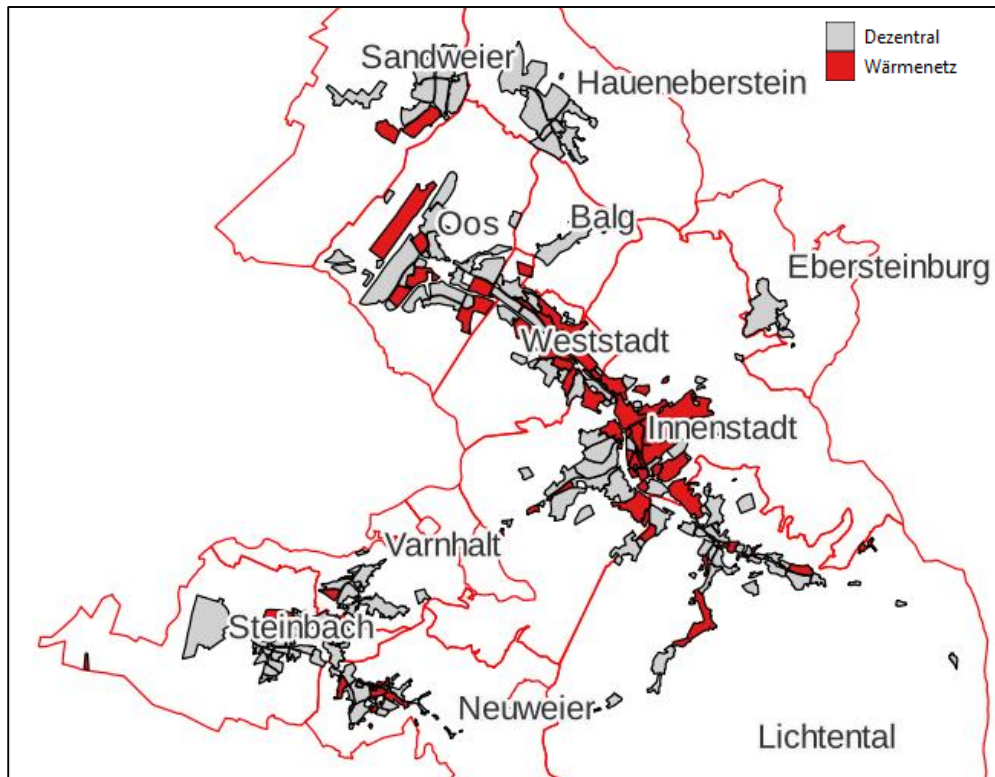 Dezentral
Wärmenetz
Sandweier
Haueneberstein
Oos
Balg
Ebersteinburg
Weststadt
Innenstadt
Varnhalt
Steinbach
Neuweier
Lichtental